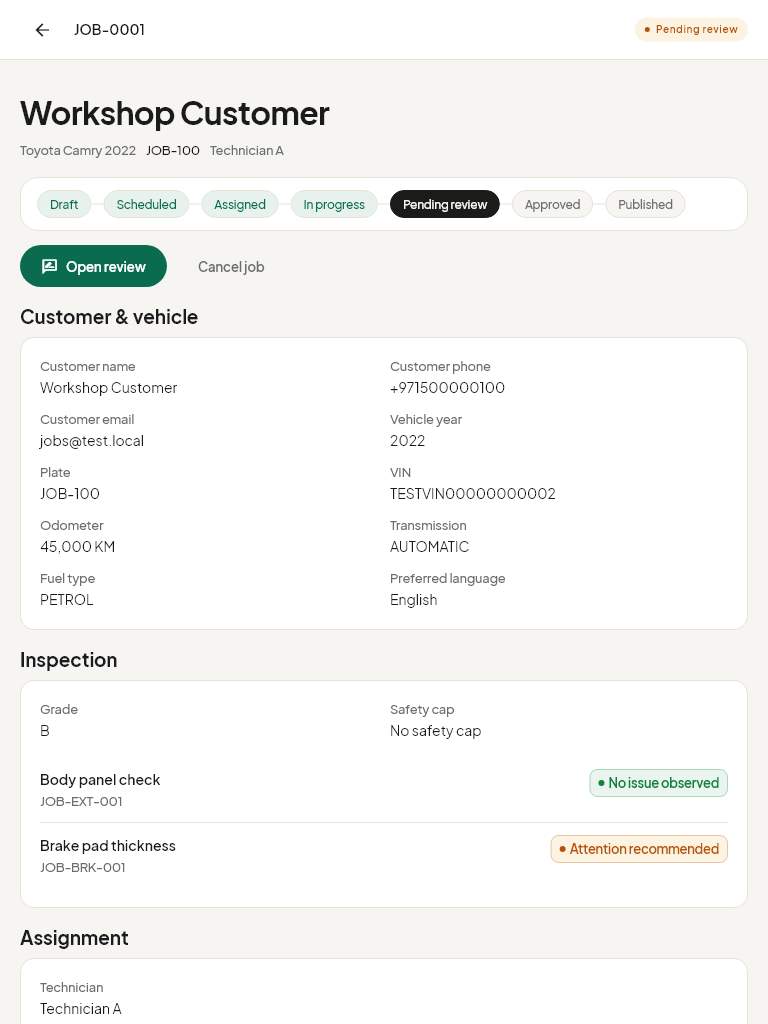 JOB-0001
Pending review
Workshop Customer
Toyota Camry 2022 JOB-100 Technician A
Draft Scheduled Assigned In progress Pending review Approved Published
Open review Cancel job
Customer & vehicle
Customer name Customer phone
Workshop Customer +971500000100
Customer email Vehicle year
jobs@test.local 2022
Plate VIN
JOB-100 TESTVIN00000000002
Odometer Transmission
45,000 KM AUTOMATIC
Fuel type Preferred language
PETROL English
Inspection
Grade Safety cap
B No safety cap
Body panel check No issue observed
JOB-EXT-001
Brake pad thickness Attention recommended
JOB-BRK-001
Assignment
Technician
Technician A